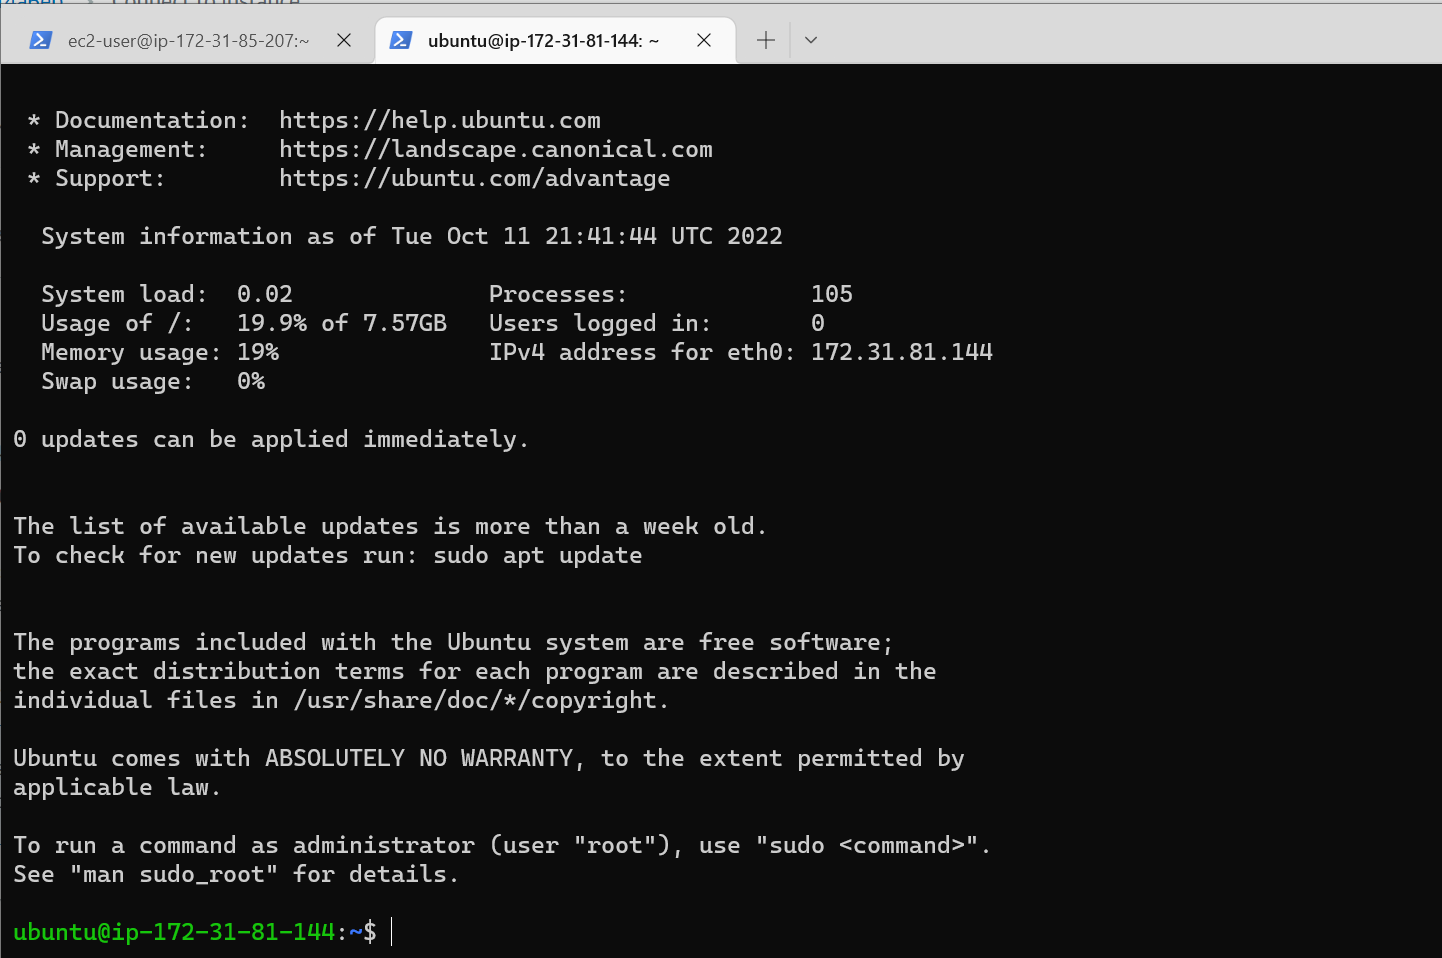 Connect to instance
ec2-user@ip-172-31-85-207:~
ubuntu@ip-172-31-81-144: ~
* Documentation:  https://help.ubuntu.com
* Management:     https://landscape.canonical.com
* Support:        https://ubuntu.com/advantage
System information as of Tue Oct 11 21:41:44 UTC 2022
System load:  0.02              Processes:             105
Usage of /:   19.9% of 7.57GB   Users logged in:       0
Memory usage: 19%               IPv4 address for eth0: 172.31.81.144
Swap usage:   0%
0 updates can be applied immediately.
The list of available updates is more than a week old.
To check for new updates run: sudo apt update
The programs included with the Ubuntu system are free software;
the exact distribution terms for each program are described in the
individual files in /usr/share/doc/*/copyright.
Ubuntu comes with ABSOLUTELY NO WARRANTY, to the extent permitted by
applicable law.
To run a command as administrator (user "root"), use "sudo <command>".
See "man sudo_root" for details.
ubuntu@ip-172-31-81-144:~$